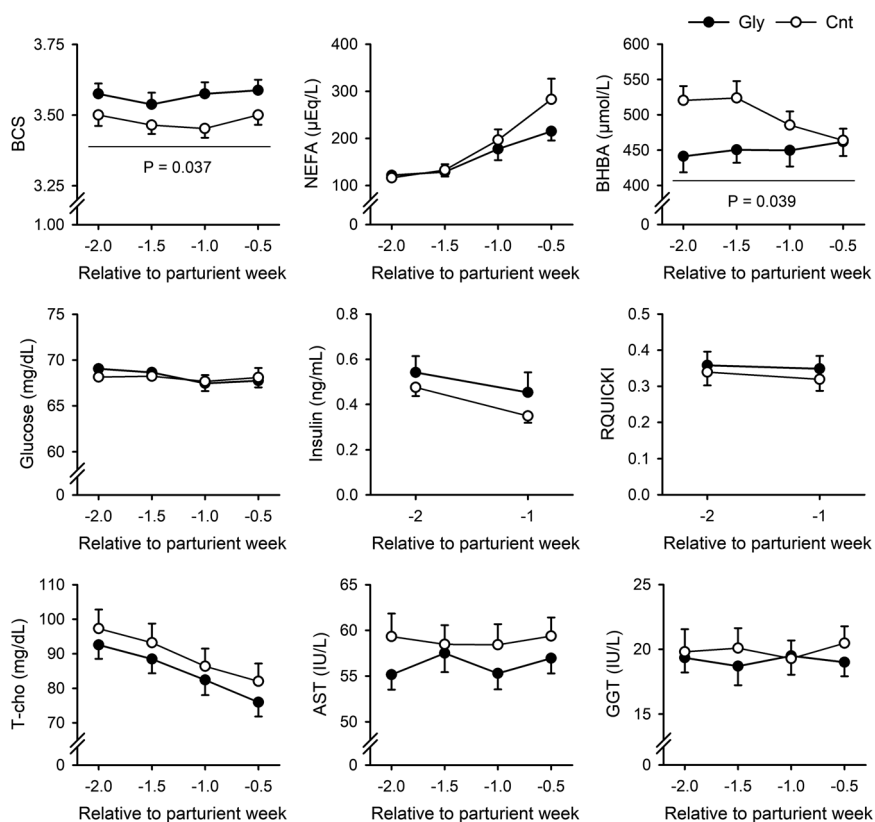 Gly Cnt
3.75
3.50
3.25
1.00
BCS
P = 0.037
-2.0 -1.5 -1.0 -0.5
Relative to parturient week
400
300
200
100
0
NEFA (µEq/L)
-2.0 -1.5 -1.0 -0.5
Relative to parturient week
600
550
500
450
400
0
BHBA (µmol/L)
P = 0.039
-2.0 -1.5 -1.0 -0.5
Relative to parturient week
75
70
65
60
0
Glucose (mg/dL)
-2.0 -1.5 -1.0 -0.5
Relative to parturient week
0.8
0.6
0.4
0.2
0.0
Insulin (ng/mL)
-2 -1
Relative to parturient week
0.5
0.4
0.3
0.2
0.1
0.0
RQUICKI
-2 -1
Relative to parturient week
110
100
90
80
70
0
T-cho (mg/dL)
-2.0 -1.5 -1.0 -0.5
Relative to parturient week
65
60
55
50
0
AST (IU/L)
-2.0 -1.5 -1.0 -0.5
Relative to parturient week
25
20
15
0
GGT (IU/L)
-2.0 -1.5 -1.0 -0.5
Relative to parturient week